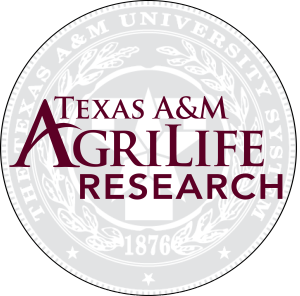 THE TEXAS A&M UNIVERSITY SYSTEM
TEXAS A&M
AGRILIFE
RESEARCH
1876